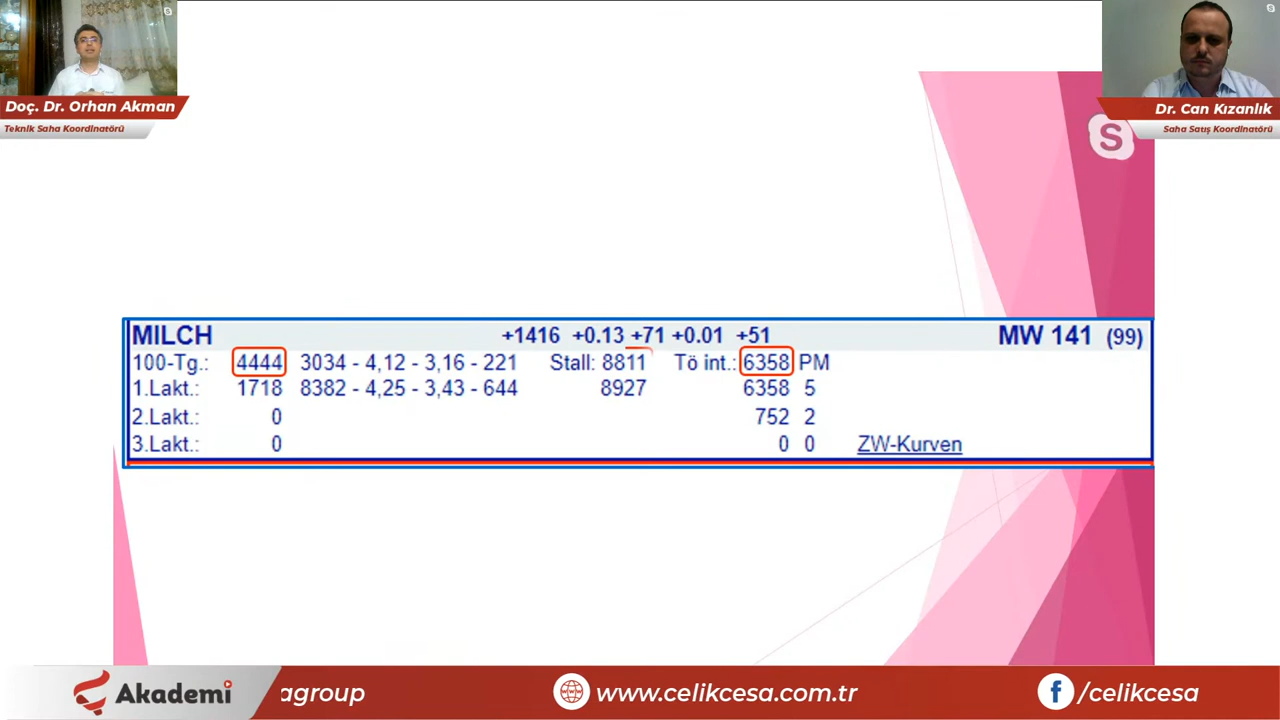 Doç. Dr. Orhan Akman
Teknik Saha Koordinatörü
Dr. Can Kızanlık
Saha Satış Koordinatörü
S
MILCH +1416 +0.13 +71 +0.01 +51 MW 141 (99)
100-Tg.: 4444 3034 - 4,12 - 3,16 - 221 Stall: 8811 Tö int.: 6358 PM
1.Lakt.: 1718 8382 - 4,25 - 3,43 - 644 8927 6358 5
2.Lakt.: 0 752 2
3.Lakt.: 0 0 0 ZW-Kurven
Akademi agroup www.celikcesa.com.tr f /celikcesa